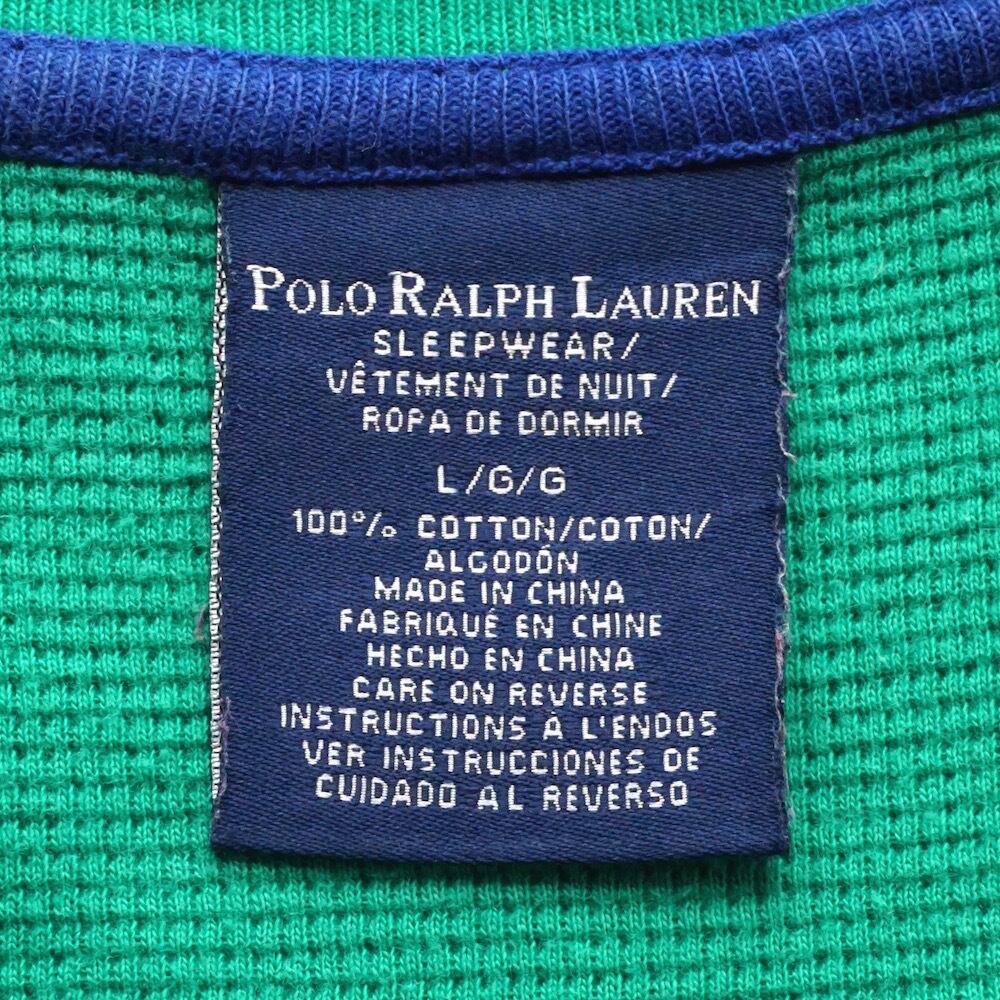 POLO RALPH LAUREN
SLEEPWEAR/
VÊTEMENT DE NUIT/
ROPA DE DORMIR
L/G/G
100% COTTON/COTON/
ALGODÓN
MADE IN CHINA
FABRIQUÉ EN CHINE
HECHO EN CHINA
CARE ON REVERSE
INSTRUCTIONS À L'ENDOS
VER INSTRUCCIONES DE
CUIDADO AL REVERSO